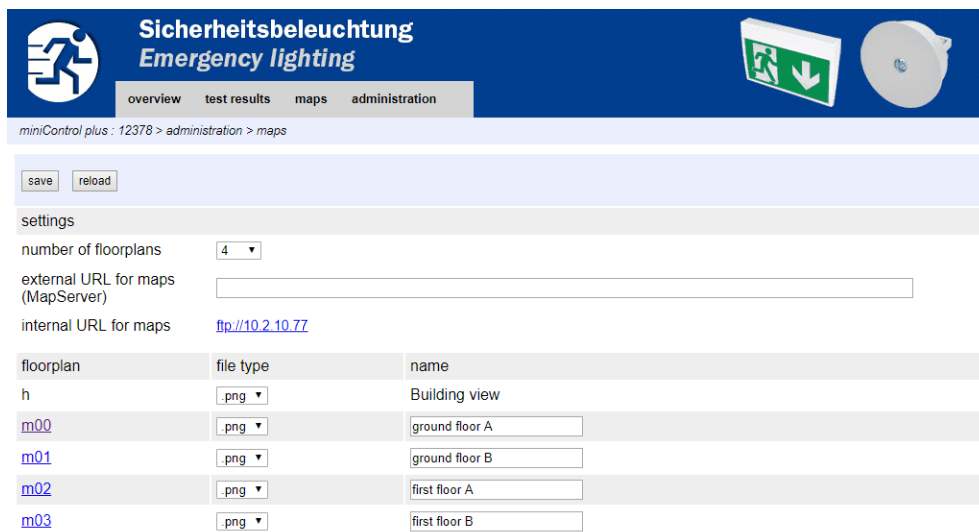 Sicherheitsbeleuchtung
Emergency lighting
overview test results maps administration
miniControl plus : 12378 > administration > maps
save reload
settings
number of floorplans 4
external URL for maps
(MapServer)
internal URL for maps ftp://10.2.10.77
floorplan file type name
h .png Building view
m00 .png ground floor A
m01 .png ground floor B
m02 .png first floor A
m03 .png first floor B